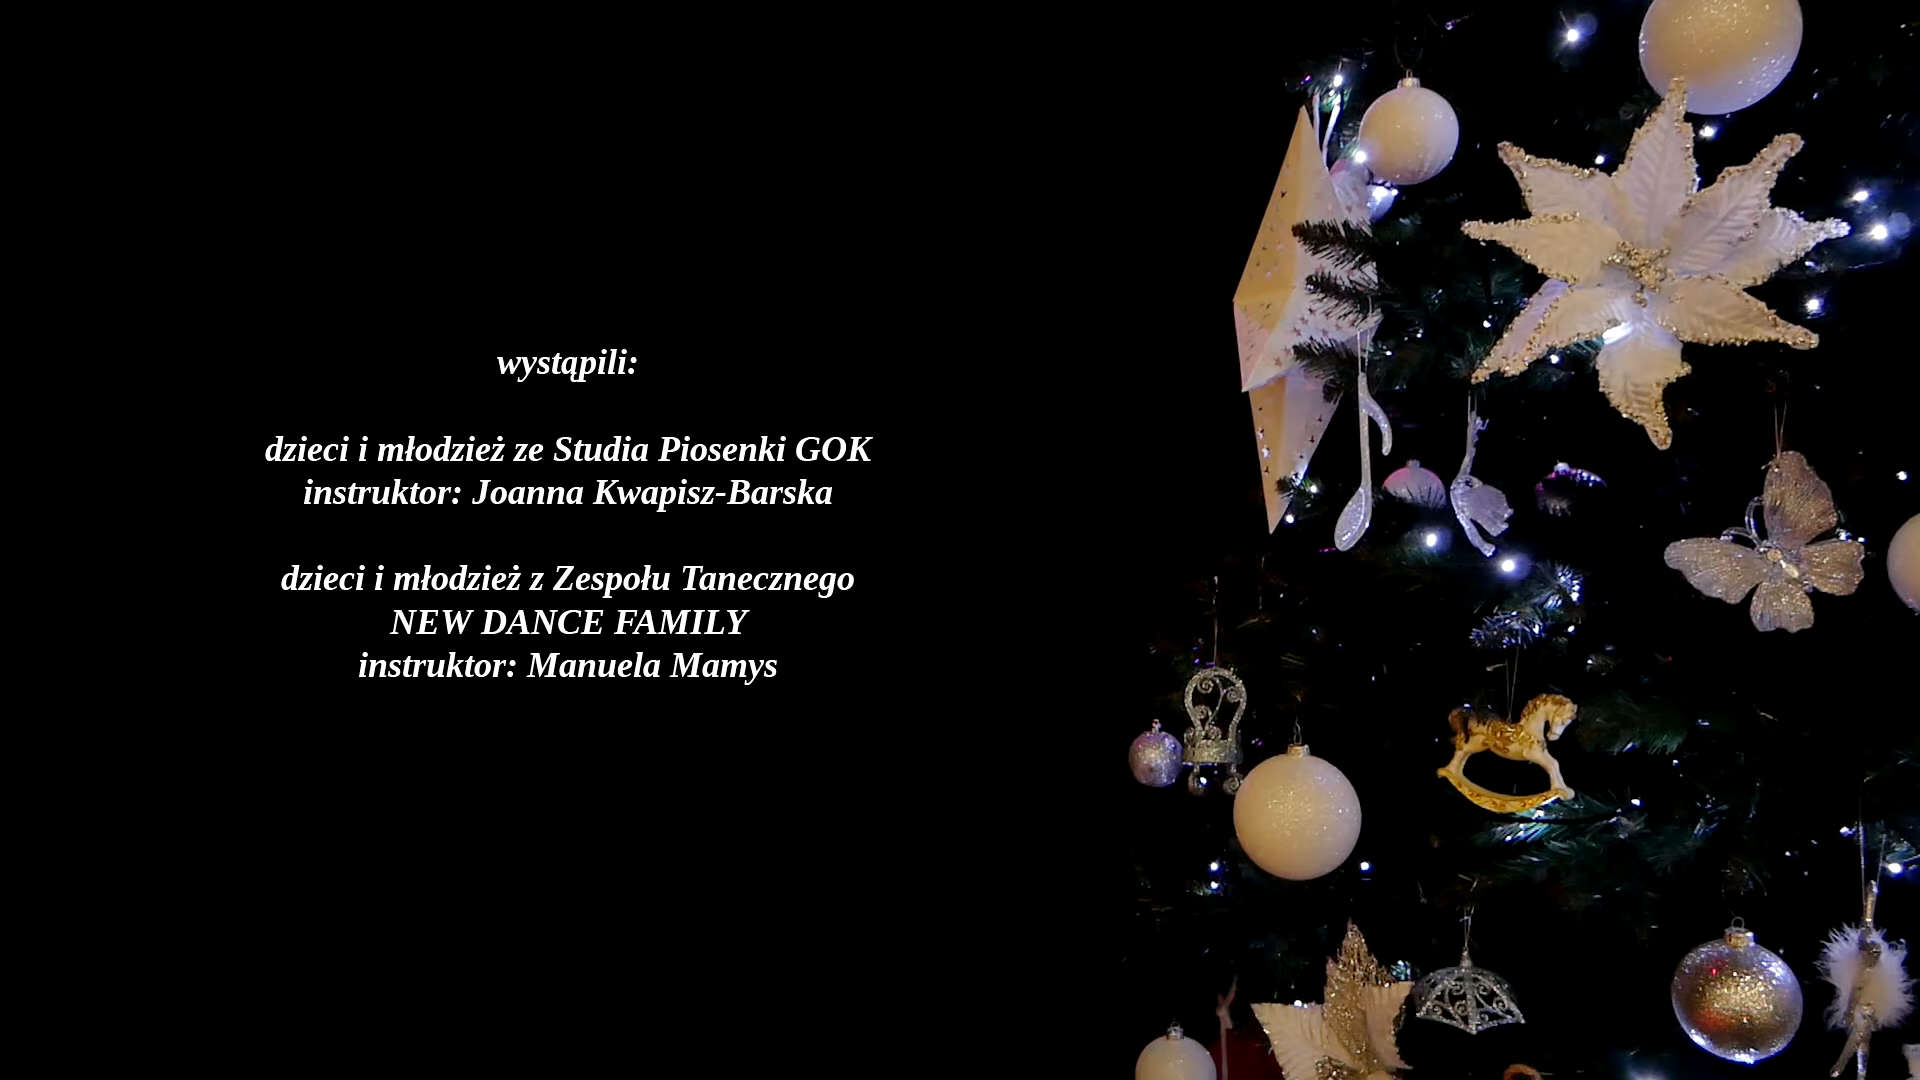 wystąpili:
dzieci i młodzież ze Studia Piosenki GOK
instruktor: Joanna Kwapisz-Barska
dzieci i młodzież z Zespołu Tanecznego
NEW DANCE FAMILY
instruktor: Manuela Mamys